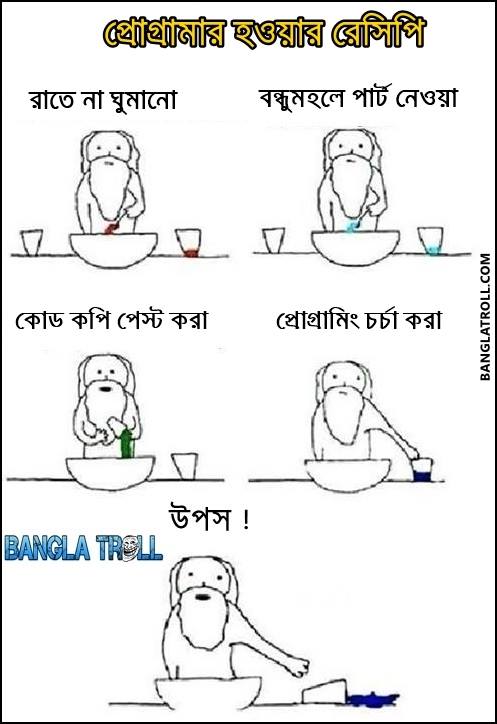 প্রোগ্রামার হওয়ার রেসিপি
রাতে না ঘুমানো
বন্ধুমহলে পার্ট নেওয়া
কোড কপি পেস্ট করা
প্রোগ্রামিং চর্চা করা
উপস !
BANGLA TROLL
BANGLATROLL.COM